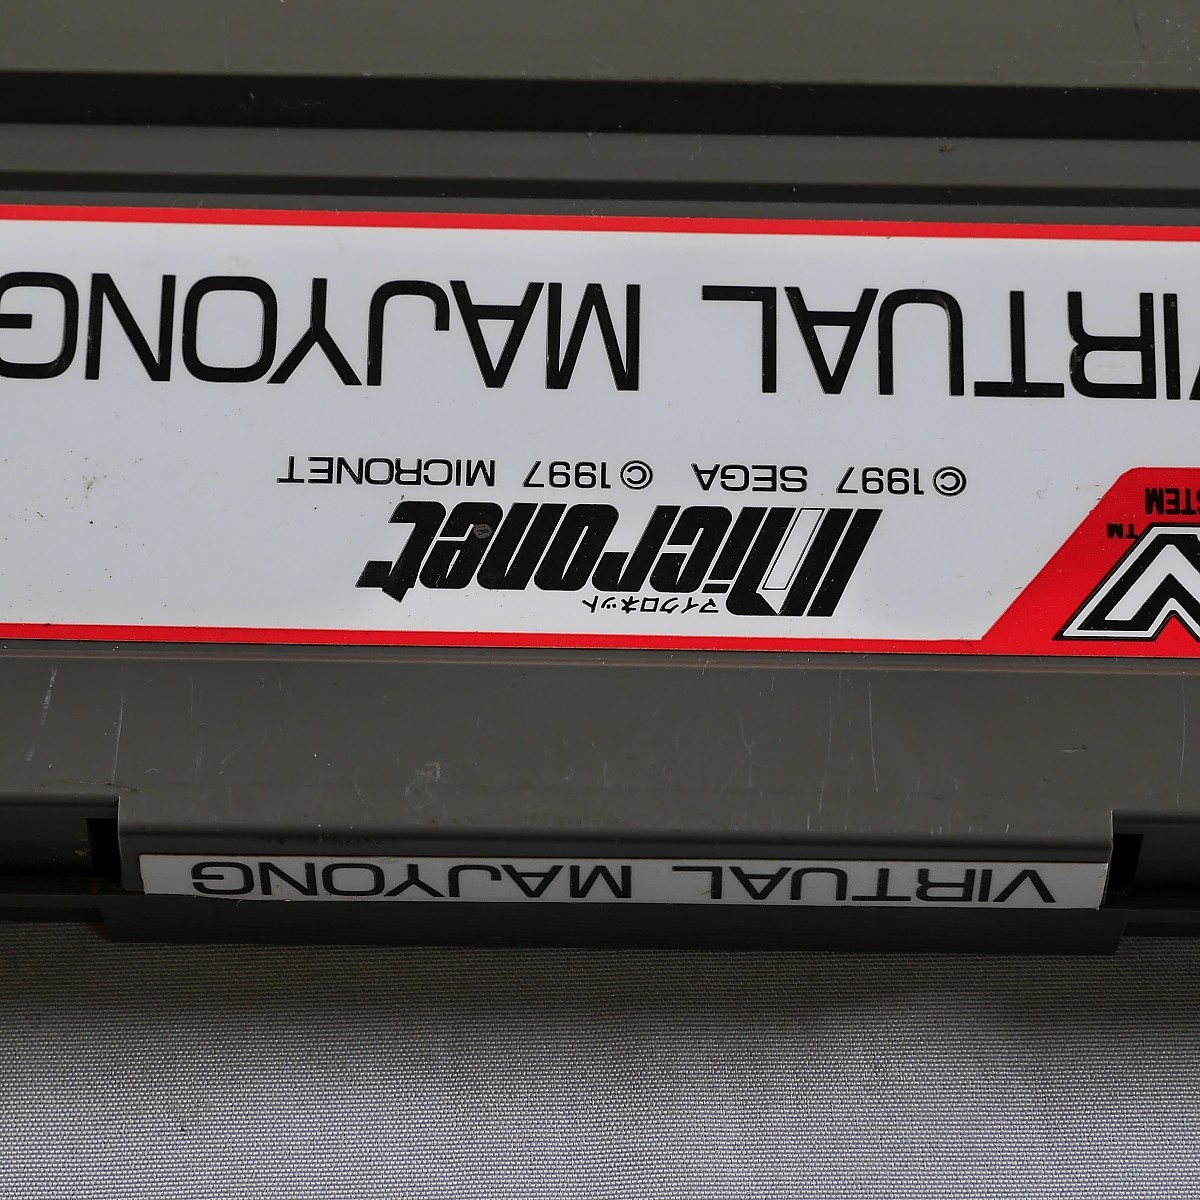 VIRTUAL MAJYONG
マイクロネット
Micronet
©1997 SEGA ©1997 MICRONET
VIRTUAL MAJYONG